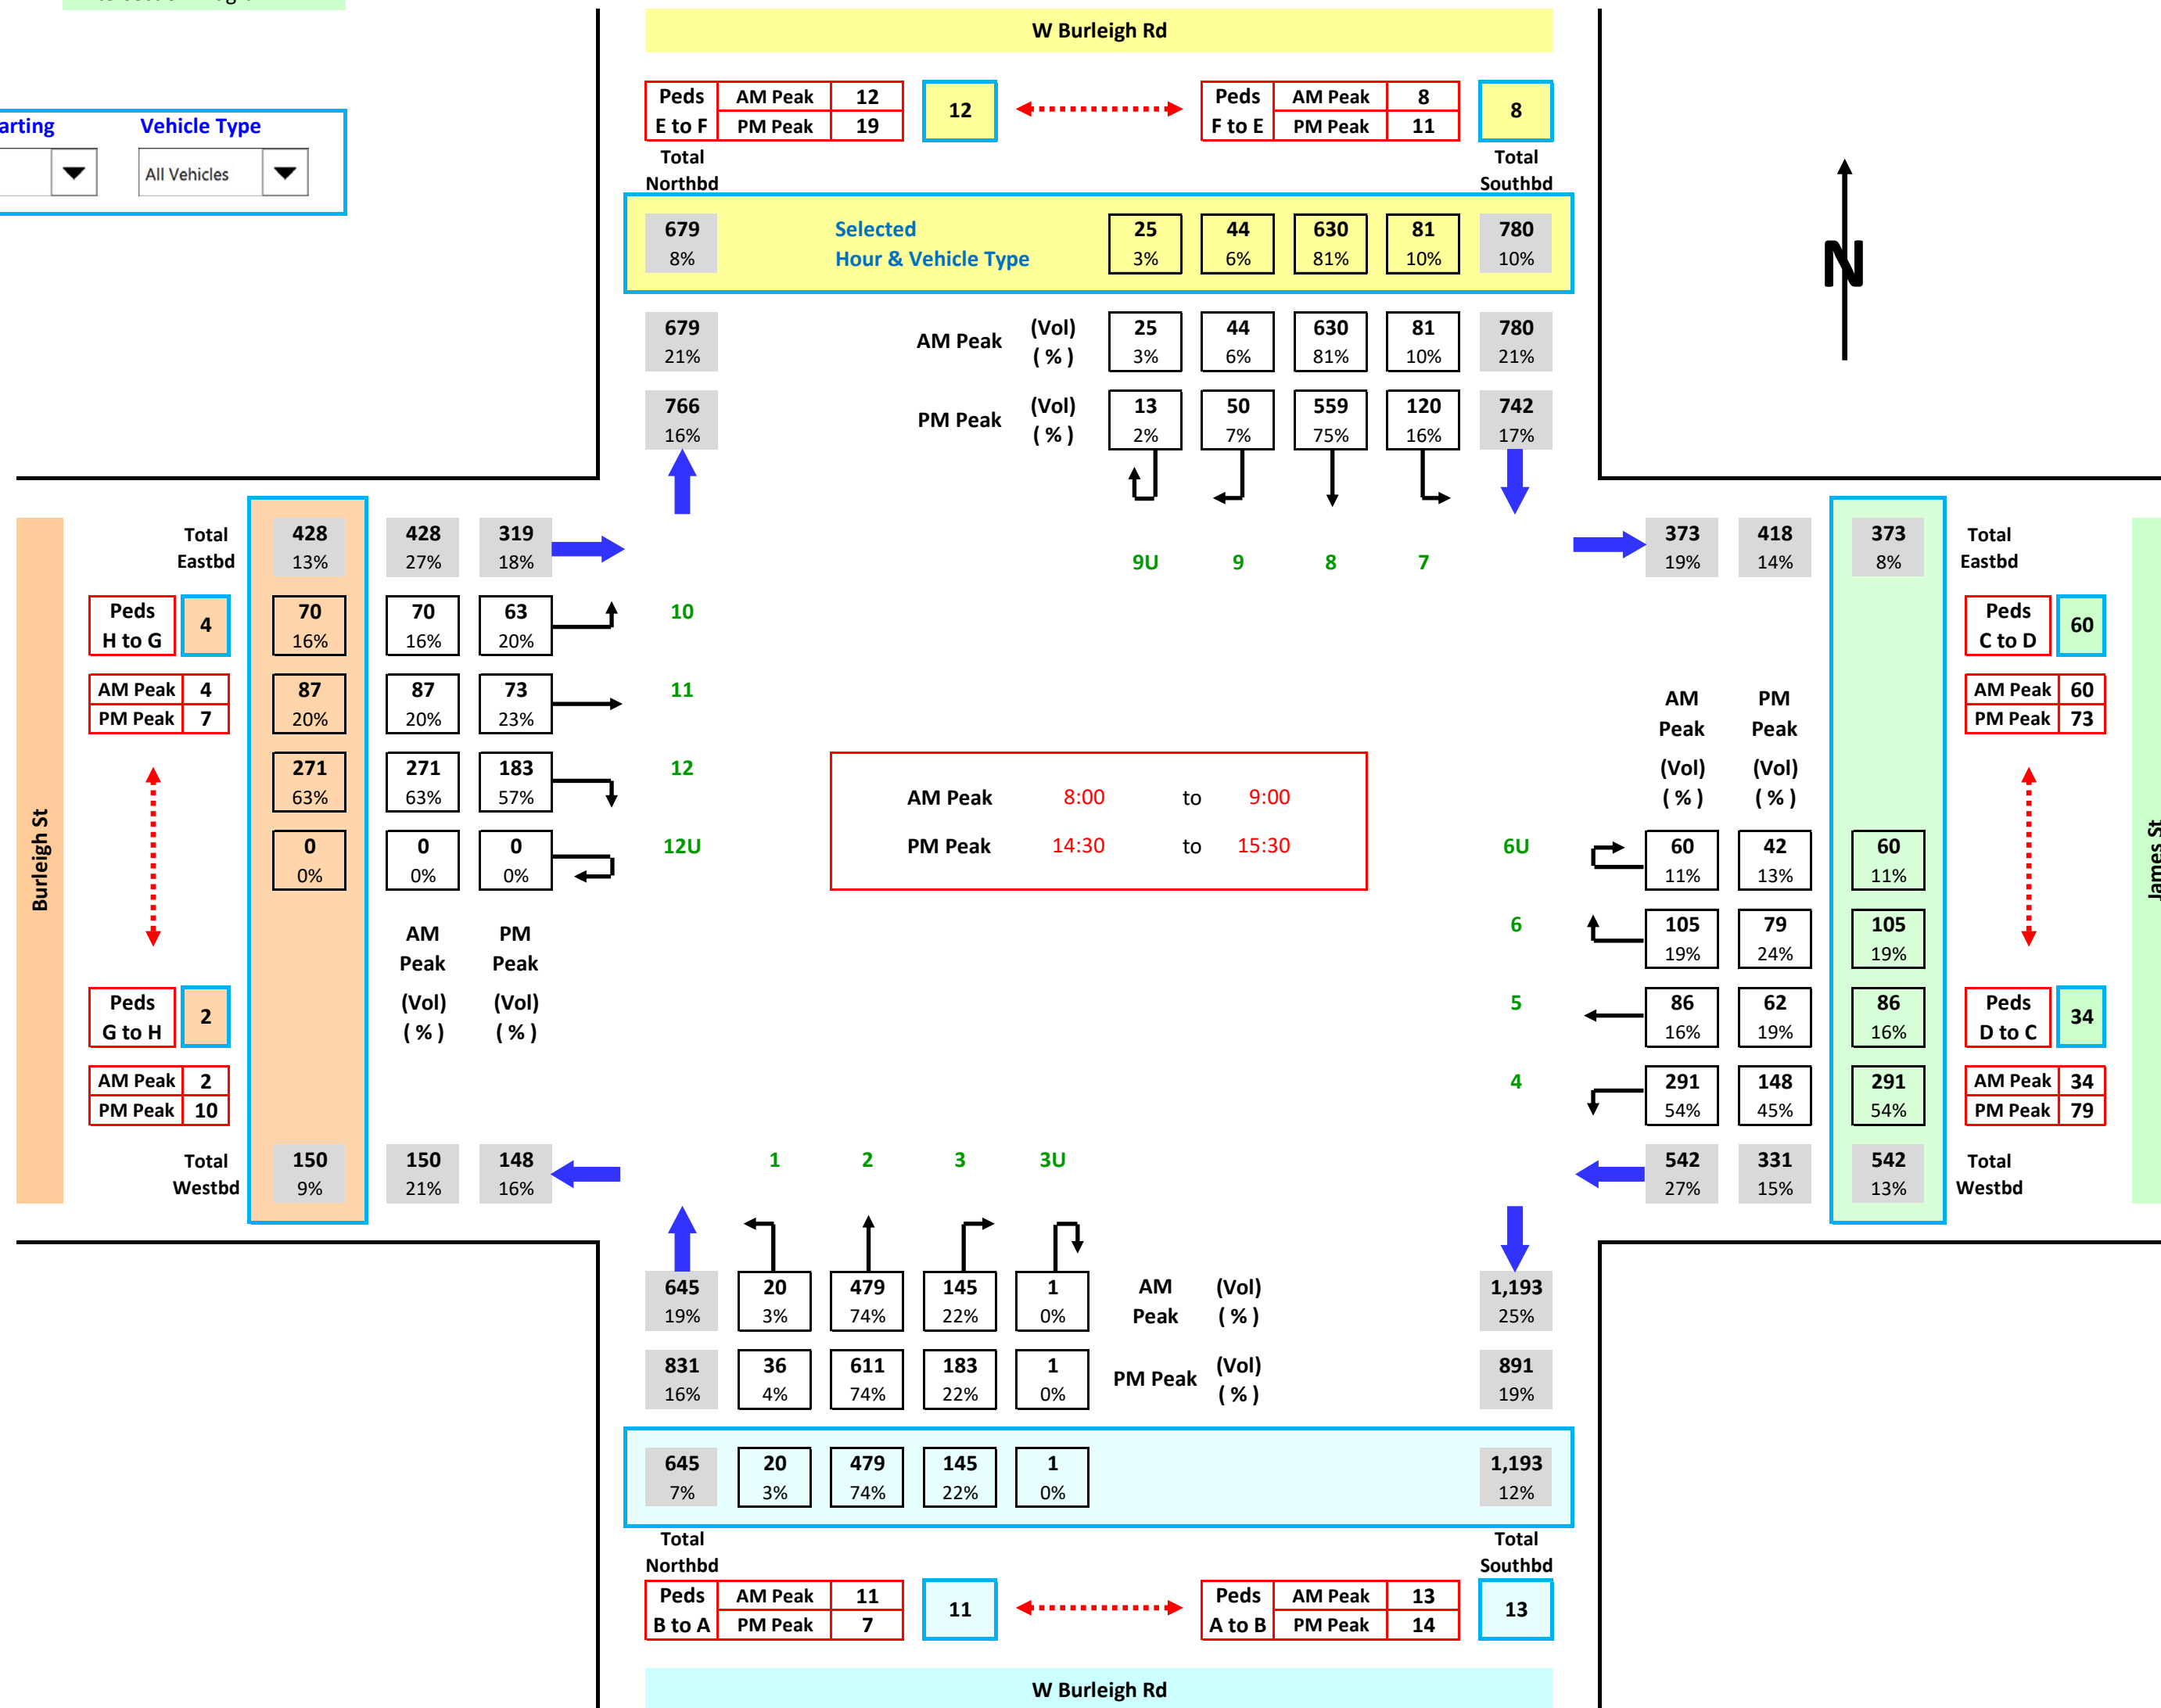 W Burleigh Rd
Peds E to F AM Peak 12 PM Peak 19 12
Peds F to E AM Peak 8 PM Peak 11 8
arting Vehicle Type
All Vehicles
Total Northbd
Total Southbd
679 8% Selected Hour & Vehicle Type 25 3% 44 6% 630 81% 81 10% 780 10%
679 21% AM Peak (Vol) ( % ) 25 3% 44 6% 630 81% 81 10% 780 21%
766 16% PM Peak (Vol) ( % ) 13 2% 50 7% 559 75% 120 16% 742 17%
N
9U 9 8 7
Burleigh St
Total Eastbd 428 13% 428 27% 319 18%
Peds H to G 4
AM Peak 4
PM Peak 7
70 16% 70 16% 63 20% 10
87 20% 87 20% 73 23% 11
271 63% 271 63% 183 57% 12
0 0% 0 0% 0 0% 12U
AM Peak (Vol) ( % )
PM Peak (Vol) ( % )
Peds G to H 2
AM Peak 2
PM Peak 10
Total Westbd 150 9% 150 21% 148 16%
AM Peak 8:00 to 9:00
PM Peak 14:30 to 15:30
373 19% 418 14% 373 8% Total Eastbd
Peds C to D 60
AM Peak 60
PM Peak 73
AM Peak (Vol) ( % )
PM Peak (Vol) ( % )
6U 60 11% 42 13% 60 11%
6 105 19% 79 24% 105 19%
5 86 16% 62 19% 86 16%
4 291 54% 148 45% 291 54%
Peds D to C 34
AM Peak 34
PM Peak 79
542 27% 331 15% 542 13% Total Westbd
James St
1 2 3 3U
645 19% 20 3% 479 74% 145 22% 1 0% AM Peak (Vol) ( % ) 1,193 25%
831 16% 36 4% 611 74% 183 22% 1 0% PM Peak (Vol) ( % ) 891 19%
645 7% 20 3% 479 74% 145 22% 1 0% 1,193 12%
Total Northbd
Total Southbd
Peds B to A AM Peak 11 PM Peak 7 11
Peds A to B AM Peak 13 PM Peak 14 13
W Burleigh Rd